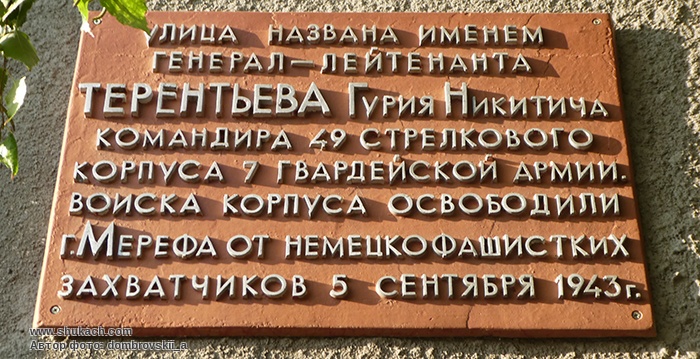 УЛИЦА НАЗВАНА ИМЕНЕМ
ГЕНЕРАЛ-ЛЕЙТЕНАНТА
ТЕРЕНТЬЕВА ГУРИЯ НИКИТИЧА
КОМАНДИРА 49 СТРЕЛКОВОГО
КОРПУСА 7 ГВАРДЕЙСКОЙ АРМИИ.
ВОЙСКА КОРПУСА ОСВОБОДИЛИ
г. МЕРЕФА ОТ НЕМЕЦКОФАШИСТКИХ
ЗАХВАТЧИКОВ 5 СЕНТЯБРЯ 1943 г.
www.shukach.com
Автор фото: dombrovskii_a